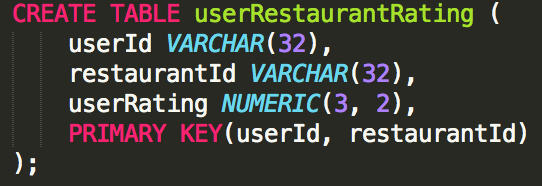 CREATE TABLE userRestaurantRating (
userId VARCHAR(32),
restaurantId VARCHAR(32),
userRating NUMERIC(3, 2),
PRIMARY KEY(userId, restaurantId)
);